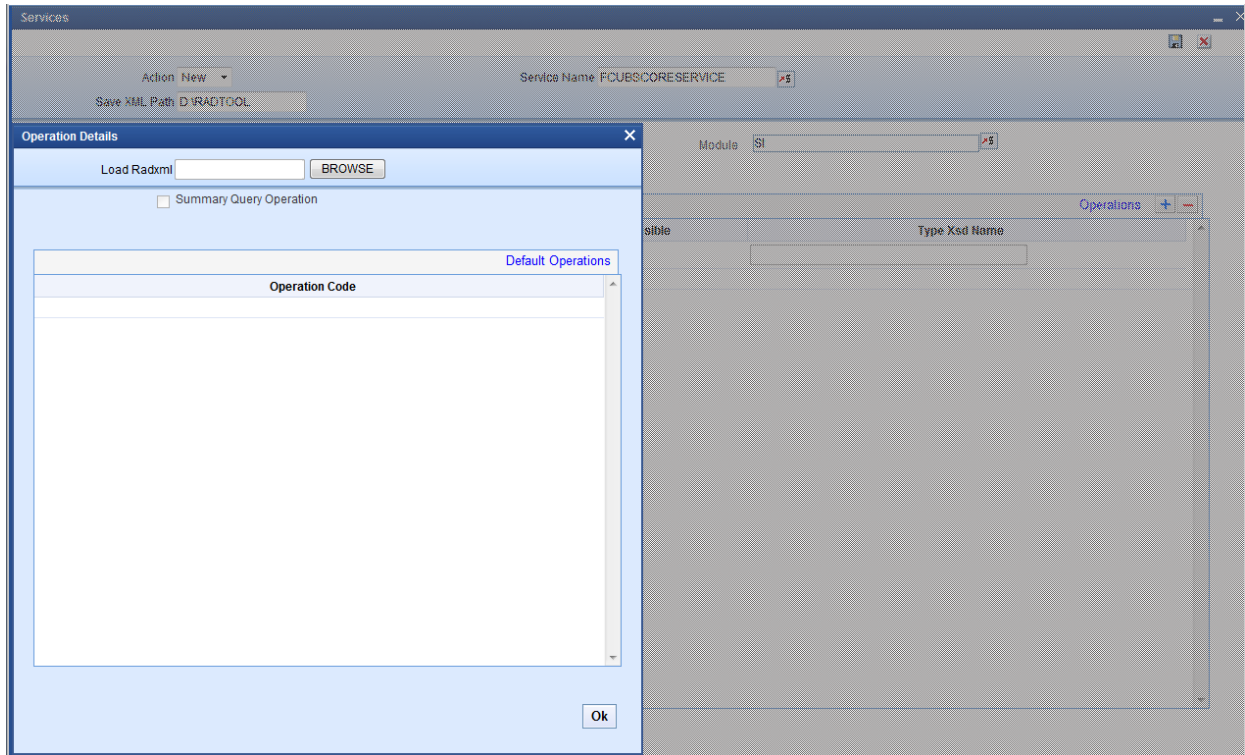 Services
Action New
Service Name FCUBSCORESERVICE
Save XML Path D:\RADTOOL
Operation Details
Module SI
Load Radxml BROWSE
Summary Query Operation
Operations
sible Type Xsd Name
Default Operations
Operation Code
Ok